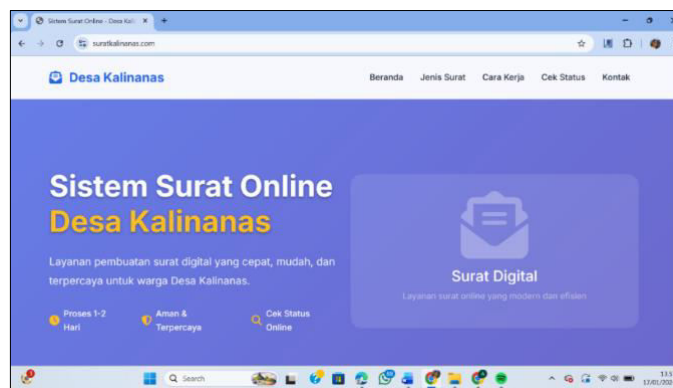 Sistem Surat Online - Desa Kali
suratkalinanas.com
Desa Kalinanas
Beranda Jenis Surat Cara Kerja Cek Status Kontak
Sistem Surat Online
Desa Kalinanas
Layanan pembuatan surat digital yang cepat, mudah, dan
terpercaya untuk warga Desa Kalinanas.
Proses 1-2
Hari
Aman &
Terpercaya
Cek Status
Online
Surat Digital
Layanan surat online yang modern dan efisien
Search